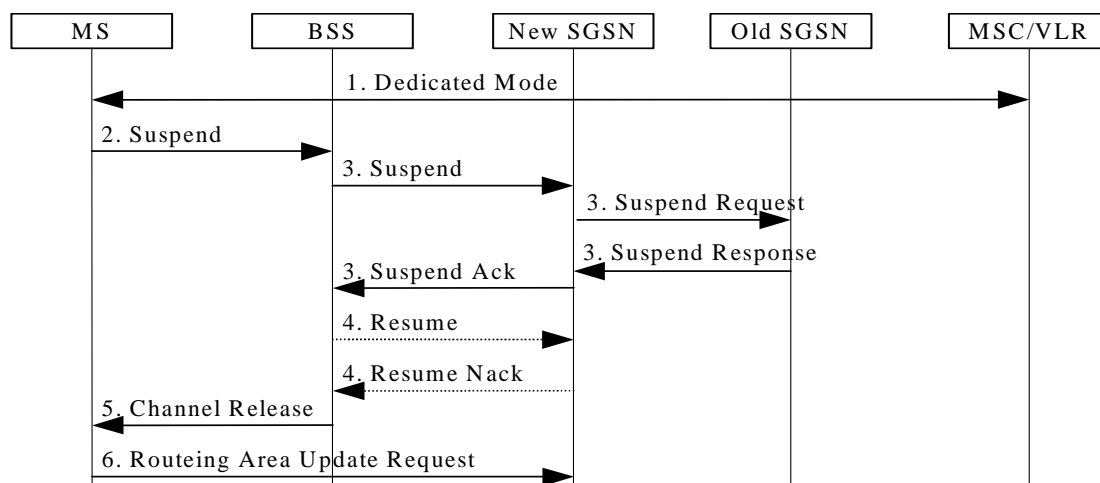 MS
BSS
New SGSN
Old SGSN
MSC/VLR
1. Dedicated Mode
2. Suspend
3. Suspend
3. Suspend Request
3. Suspend Response
3. Suspend Ack
4. Resume
4. Resume Nack
5. Channel Release
6. Routeing Area Update Request